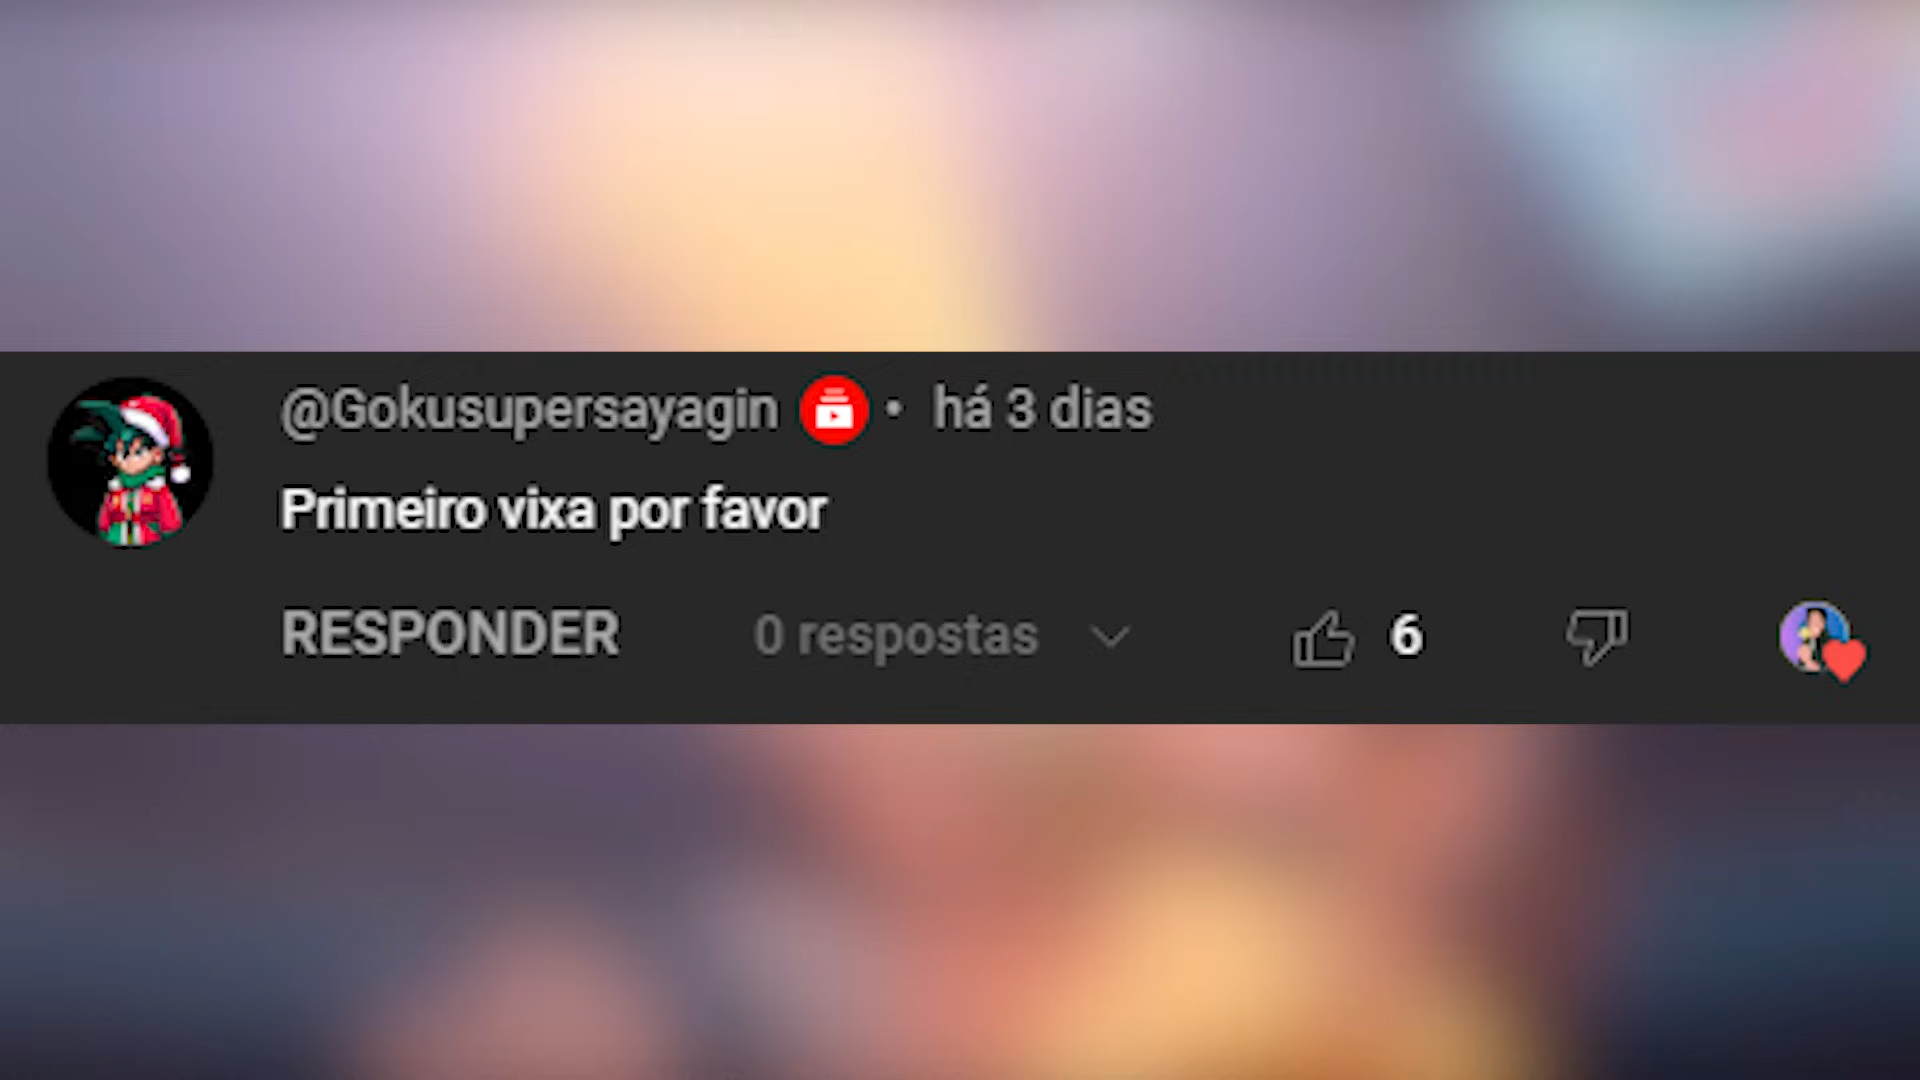 @Gokusupersayagin • há 3 dias
Primeiro vixa por favor
RESPONDER 0 respostas 6